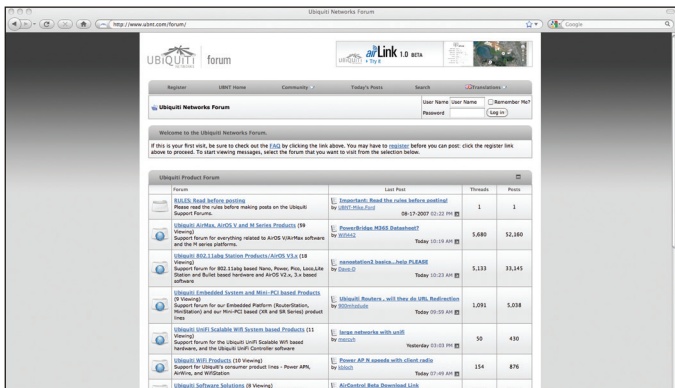 Ubiquiti Networks Forum
http://www.ubnt.com/forum/
Google
UBIQUITI
NETWORKS
forum
airLink 1.0 BETA
UBIQUITI
Try it
Register UBNT Home Community Today's Posts Search Translations
Ubiquiti Networks Forum
User Name User Name Remember Me?
Password Log in
Welcome to the Ubiquiti Networks Forum.
If this is your first visit, be sure to check out the FAQ by clicking the link above. You may have to register before you can post: click the register link
above to proceed. To start viewing messages, select the forum that you want to visit from the selection below.
Ubiquiti Product Forum
Forum Last Post Threads Posts
RULES: Read before posting
Please read the rules before making posts on the Ubiquiti
Support Forums.
Important: Read the rules before posting!
by UBNT-Mike.Ford
08-17-2007 02:22 PM
1 1
Ubiquiti AirMax, AirOS V and M Series Products (59
Viewing)
Support forum for everything related to AirOS V/AirMax software
and the M series platforms.
PowerBridge M365 Datasheet?
by Wifi442
Today 10:19 AM
5,680 52,160
Ubiquiti 802.11abg Station Products/AirOS V3.x (18
Viewing)
Support forum for 802.11abg based Nano, Power, Pico, Loco,Lite
Station and Bullet based hardware and AirOS V2.x, 3.x based
software
nanostation2 basics...help PLEASE
by Dave-D
Today 10:23 AM
5,133 33,145
Ubiquiti Embedded System and Mini-PCI based Products
(9 Viewing)
Support forum for our Embedded Platform (RouterStation,
MiniStation) and our Mini-PCI based (XR and SR Series) product
lines
Ubiquiti Routers , will do URL Redirection
by 900mhzdude
Today 09:59 AM
1,091 5,038
Ubiquiti UniFi Scalable Wifi System based Products (11
Viewing)
Support forum for the Ubiquiti UniFi Scalable Wifi based
hardware, and the Ubiquiti UniFi Controller software
large networks with unifi
Yesterday 03:03 PM
50 430
Ubiquiti WiFi Products (10 Viewing)
Support for Ubiquiti's consumer product lines - Power APN,
AirWire, and WifiStation
Power AP N speeds with client radio
by kbloch
Today 07:49 AM
154 876
Ubiquiti Software Solutions (8 Viewing)
AirControl Beta Download Link